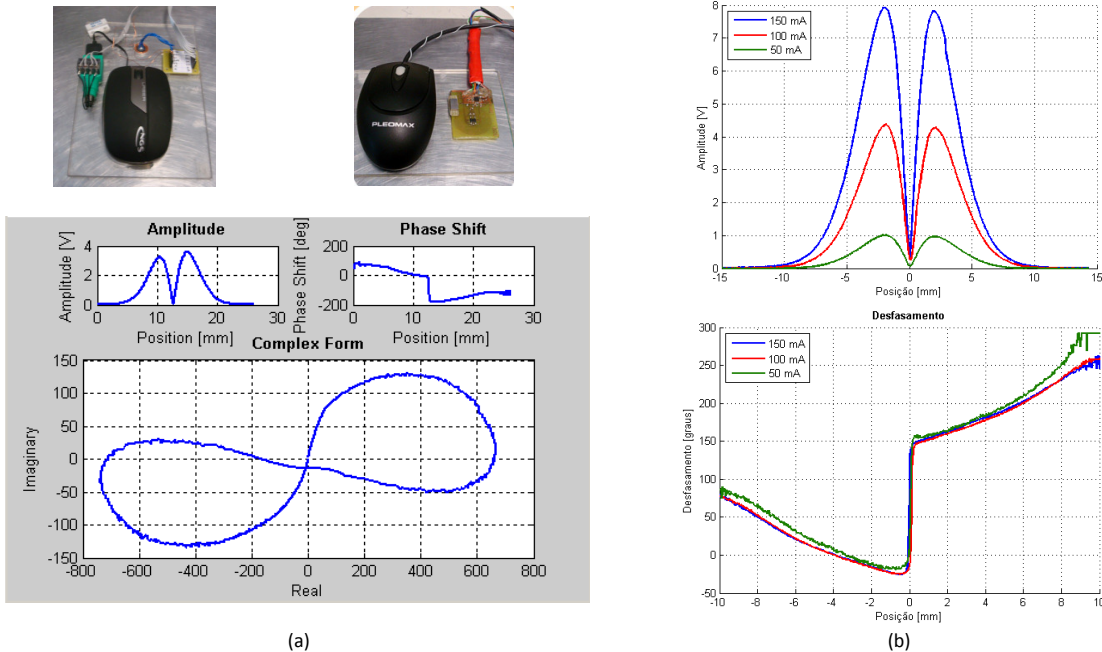 PLEOMAX
Amplitude
Amplitude [V]
4
2
0
0 10 20 30
Position [mm]
Phase Shift
Phase Shift [deg]
200
0
-200
0 10 20 30
Position [mm]
Complex Form
Imaginary
150
100
50
0
-50
-100
-150
-800 -600 -400 -200 0 200 400 600 800
Real
(a)
150 mA
100 mA
50 mA
Amplitude [V]
8
7
6
5
4
3
2
1
0
-15 -10 -5 0 5 10 15
Posição [mm]
Desfasamento
150 mA
100 mA
50 mA
Desfasamento [graus]
300
250
200
150
100
50
0
-50
-10 -8 -6 -4 -2 0 2 4 6 8 10
Posição [mm]
(b)